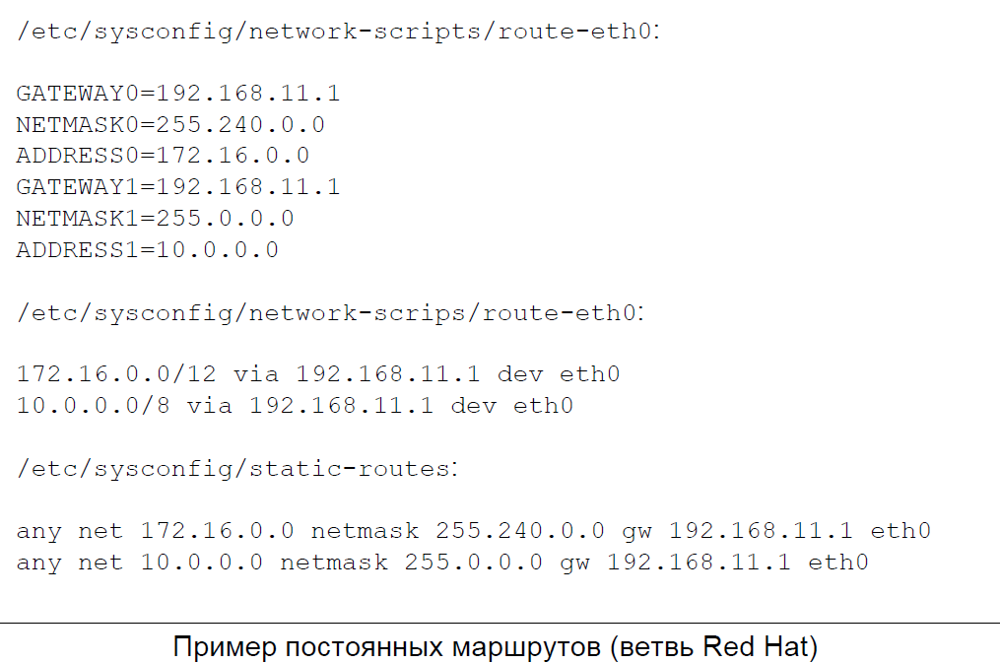 /etc/sysconfig/network-scripts/route-eth0:
GATEWAY0=192.168.11.1
NETMASK0=255.240.0.0
ADDRESS0=172.16.0.0
GATEWAY1=192.168.11.1
NETMASK1=255.0.0.0
ADDRESS1=10.0.0.0
/etc/sysconfig/network-scrips/route-eth0:
172.16.0.0/12 via 192.168.11.1 dev eth0
10.0.0.0/8 via 192.168.11.1 dev eth0
/etc/sysconfig/static-routes:
any net 172.16.0.0 netmask 255.240.0.0 gw 192.168.11.1 eth0
any net 10.0.0.0 netmask 255.0.0.0 gw 192.168.11.1 eth0
Пример постоянных маршрутов (ветвь Red Hat)